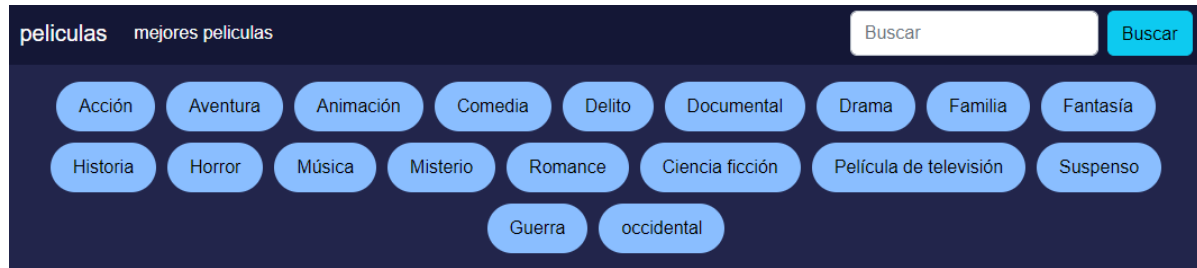 peliculas mejores peliculas Buscar Buscar
Acción Aventura Animación Comedia Delito Documental Drama Familia Fantasía
Historia Horror Música Misterio Romance Ciencia ficción Película de televisión Suspenso
Guerra occidental